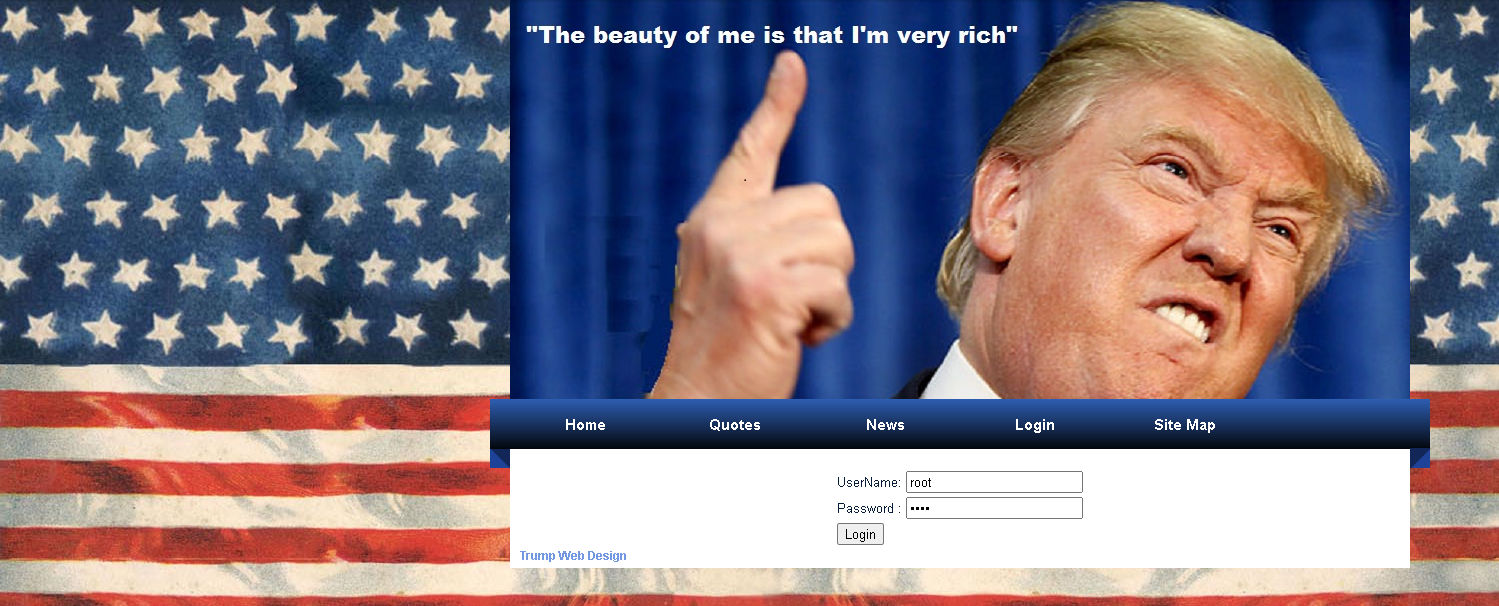 "The beauty of me is that I'm very rich"
Home Quotes News Login Site Map
UserName: root
Password : ••••
Login
Trump Web Design